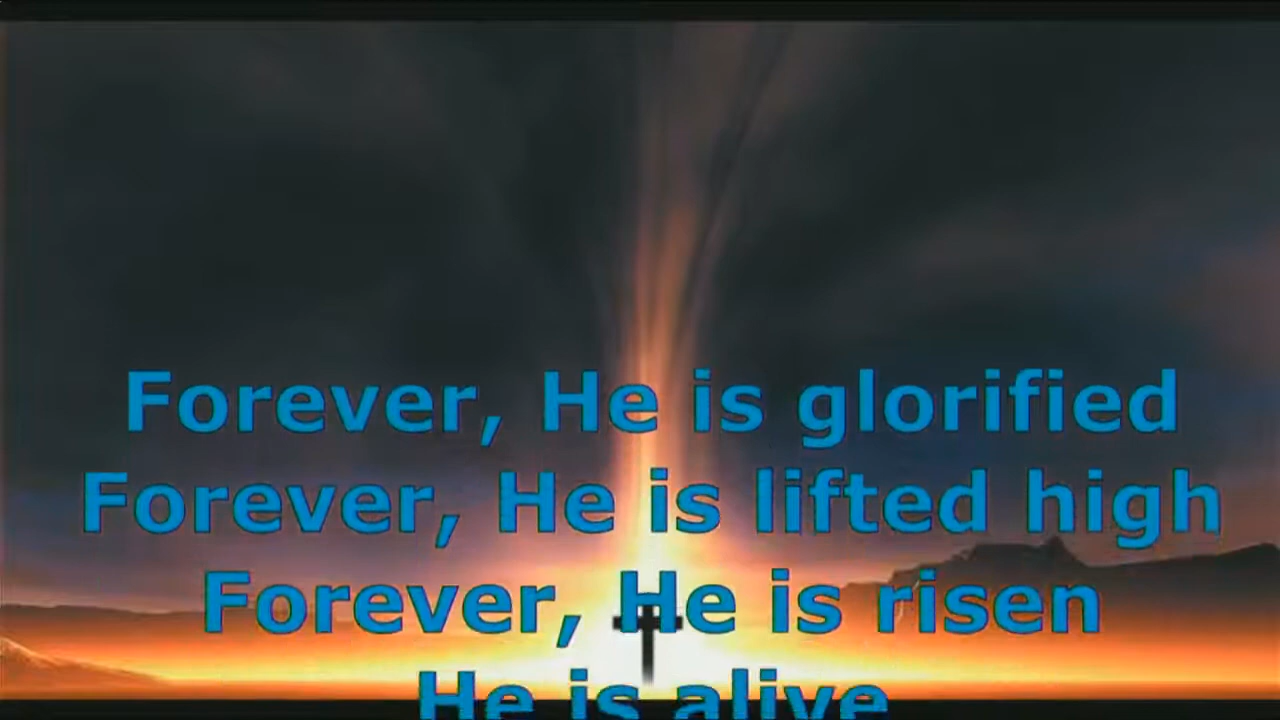 Forever, He is glorified
Forever, He is lifted high
Forever, He is risen
He is alive